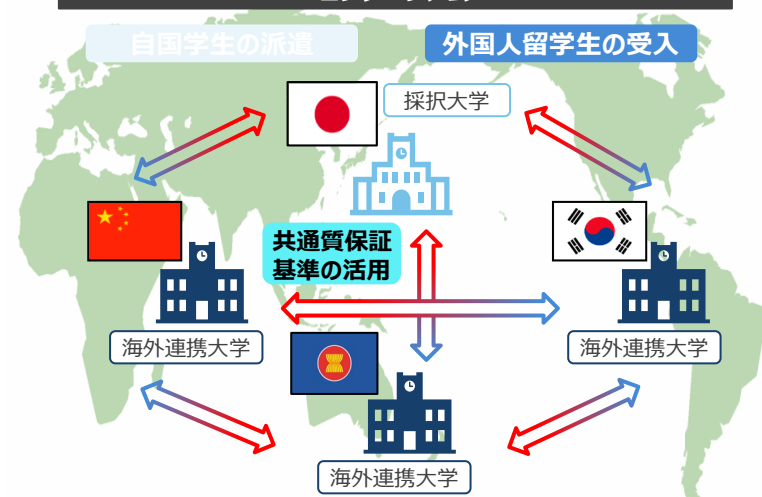 自国学生の派遣
外国人留学生の受入
採択大学
共通質保証
基準の活用
海外連携大学
海外連携大学
海外連携大学